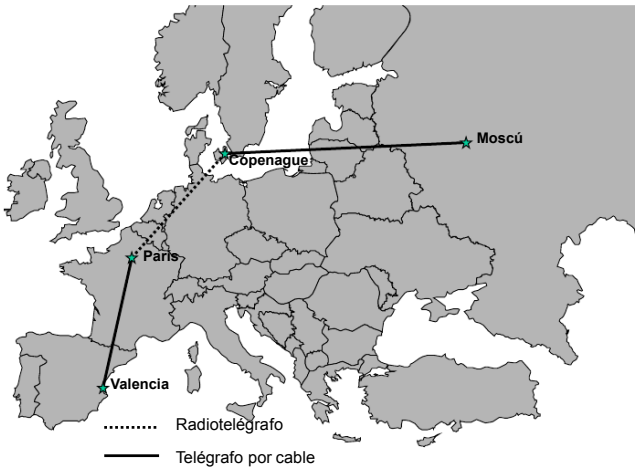 Moscú
Copenague
París
Valencia
Radiotelégrafo
Telégrafo por cable